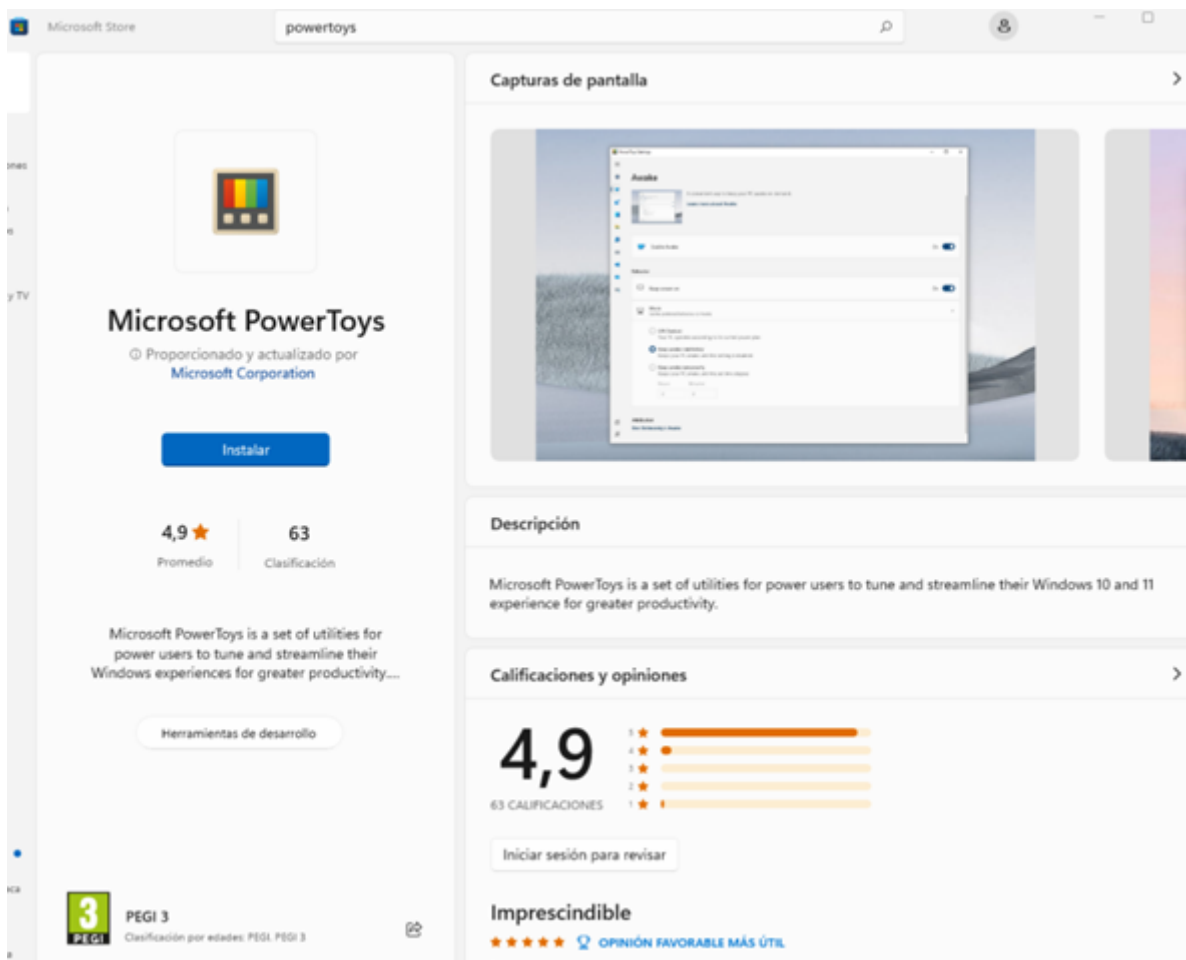 Microsoft Store
powertoys
ones
y TV
Microsoft PowerToys
Proporcionado y actualizado por
Microsoft Corporation
Instalar
4,9
63
Promedio
Clasificación
Microsoft PowerToys is a set of utilities for
power users to tune and streamline their
Windows experiences for greater productivity....
Herramientas de desarrollo
3
PEGI
PEGI 3
Clasificación por edades: PEGI. PEGI 3
Capturas de pantalla
Awake
Descripción
Microsoft PowerToys is a set of utilities for power users to tune and streamline their Windows 10 and 11
experience for greater productivity.
Calificaciones y opiniones
4,9
63 CALIFICACIONES
5
4
3
2
1
Iniciar sesión para revisar
Imprescindible
OPINIÓN FAVORABLE MÁS ÚTIL